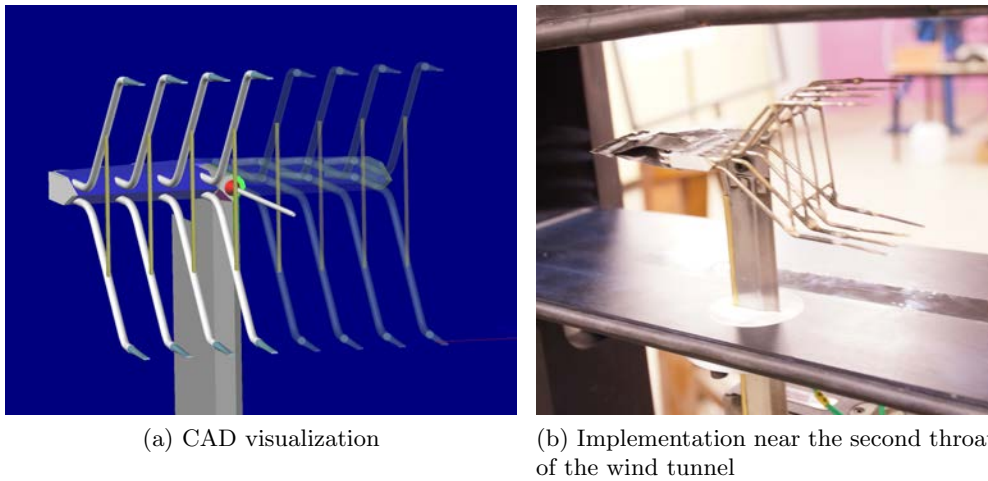 (a) CAD visualization
(b) Implementation near the second throat
of the wind tunnel